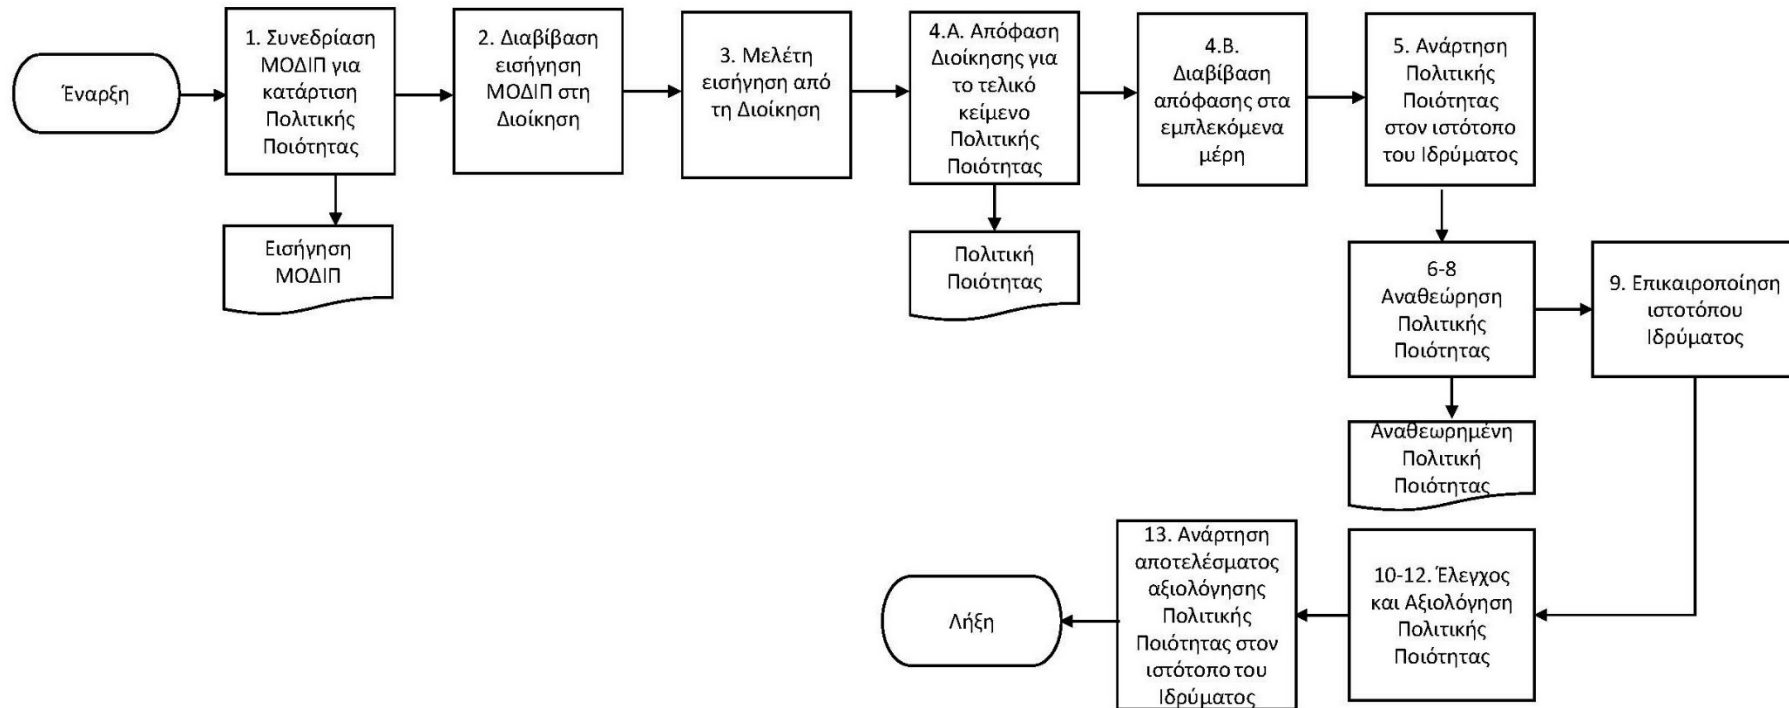 Έναρξη
1. Συνεδρίαση
ΜΟΔΙΠ για
κατάρτιση
Πολιτικής
Ποιότητας
2. Διαβίβαση
εισήγηση
ΜΟΔΙΠ στη
Διοίκηση
3. Μελέτη
εισήγηση από
τη Διοίκηση
4.Α. Απόφαση
Διοίκησης για
το τελικό
κείμενο
Πολιτικής
Ποιότητας
4.Β.
Διαβίβαση
απόφασης στα
εμπλεκόμενα
μέρη
5. Ανάρτηση
Πολιτικής
Ποιότητας
στον ιστότοπο
του Ιδρύματος
Εισήγηση
ΜΟΔΙΠ
Πολιτική
Ποιότητας
6-8
Αναθεώρηση
Πολιτικής
Ποιότητας
9. Επικαιροποίηση
ιστοτόπου
Ιδρύματος
Αναθεωρημένη
Πολιτική
Ποιότητας
10-12. Έλεγχος
και Αξιολόγηση
Πολιτικής
Ποιότητας
13. Ανάρτηση
αποτελέσματος
αξιολόγησης
Πολιτικής
Ποιότητας στον
ιστότοπο του
Ιδρύματος
Λήξη